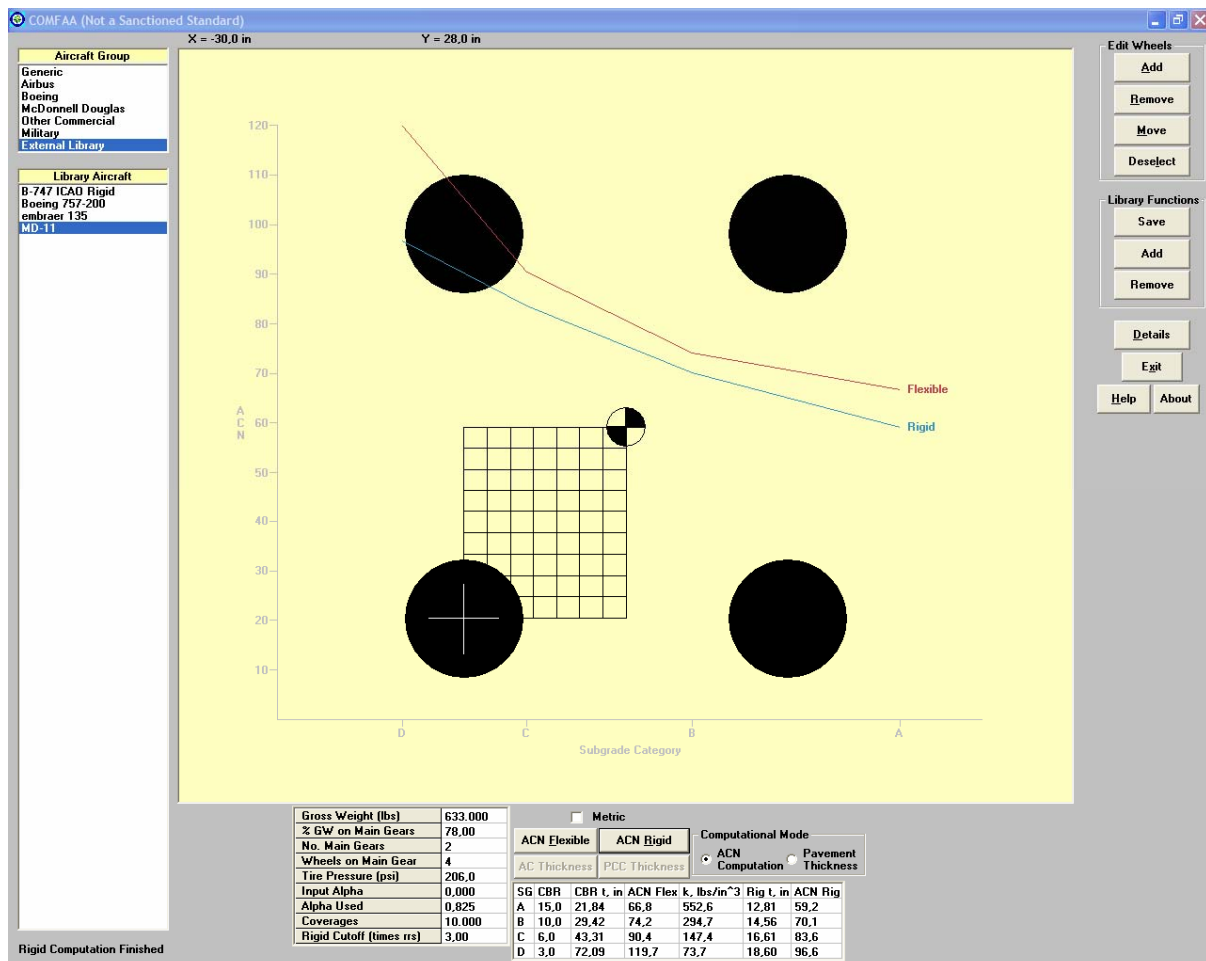 COMFAA (Not a Sanctioned Standard)
X = -30,0 in Y = 28,0 in
Aircraft Group
Generic
Airbus
Boeing
McDonnell Douglas
Other Commercial
Military
External Library
Library Aircraft
B-747 ICAO Rigid
Boeing 757-200
embraer 135
MD-11
120
110
100
90
80
70
60
50
40
30
20
10
A
C
N
Flexible
Rigid
D C B A
Subgrade Category
Edit Wheels
Add
Remove
Move
Deselect
Library Functions
Save
Add
Remove
Details
Exit
Help About
Gross Weight (lbs) 633.000
% GW on Main Gears 78,00
No. Main Gears 2
Wheels on Main Gear 4
Tire Pressure (psi) 206,0
Input Alpha 0,000
Alpha Used 0,825
Coverages 10.000
Rigid Cutoff (times rrs) 3,00
Metric
ACN Flexible ACN Rigid
AC Thickness PCC Thickness
Computational Mode
ACN Computation
Pavement Thickness
SG CBR CBR t, in ACN Flex k, lbs/in^3 Rig t, in ACN Rig
A 15,0 21,84 66,8 552,6 12,81 59,2
B 10,0 29,42 74,2 294,7 14,56 70,1
C 6,0 43,31 90,4 147,4 16,61 83,6
D 3,0 72,09 119,7 73,7 18,60 96,6
Rigid Computation Finished